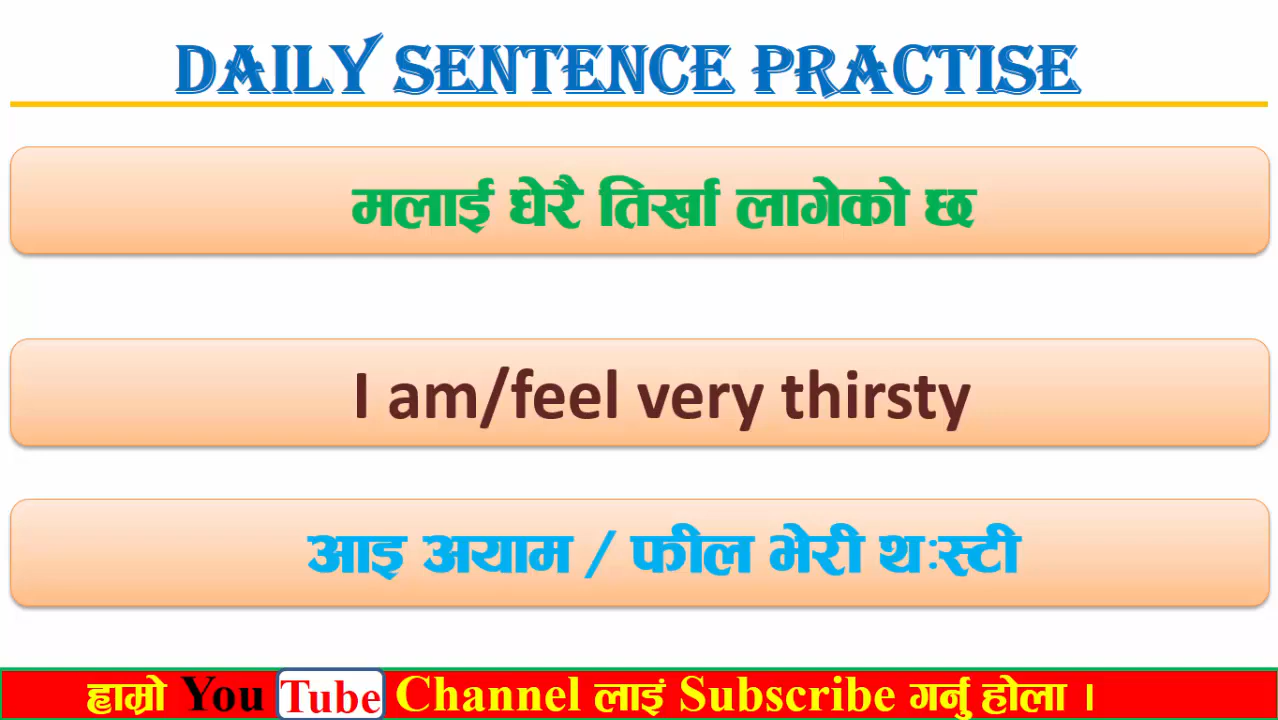 DAILY SENTENCE PRACTISE
मलाई धेरै तिर्खा लागेको छ
I am/feel very thirsty
आइ अयाम / फील भेरी थःस्टी
हाम्रो You Tube Channel लाइं Subscribe गर्नु होला ।